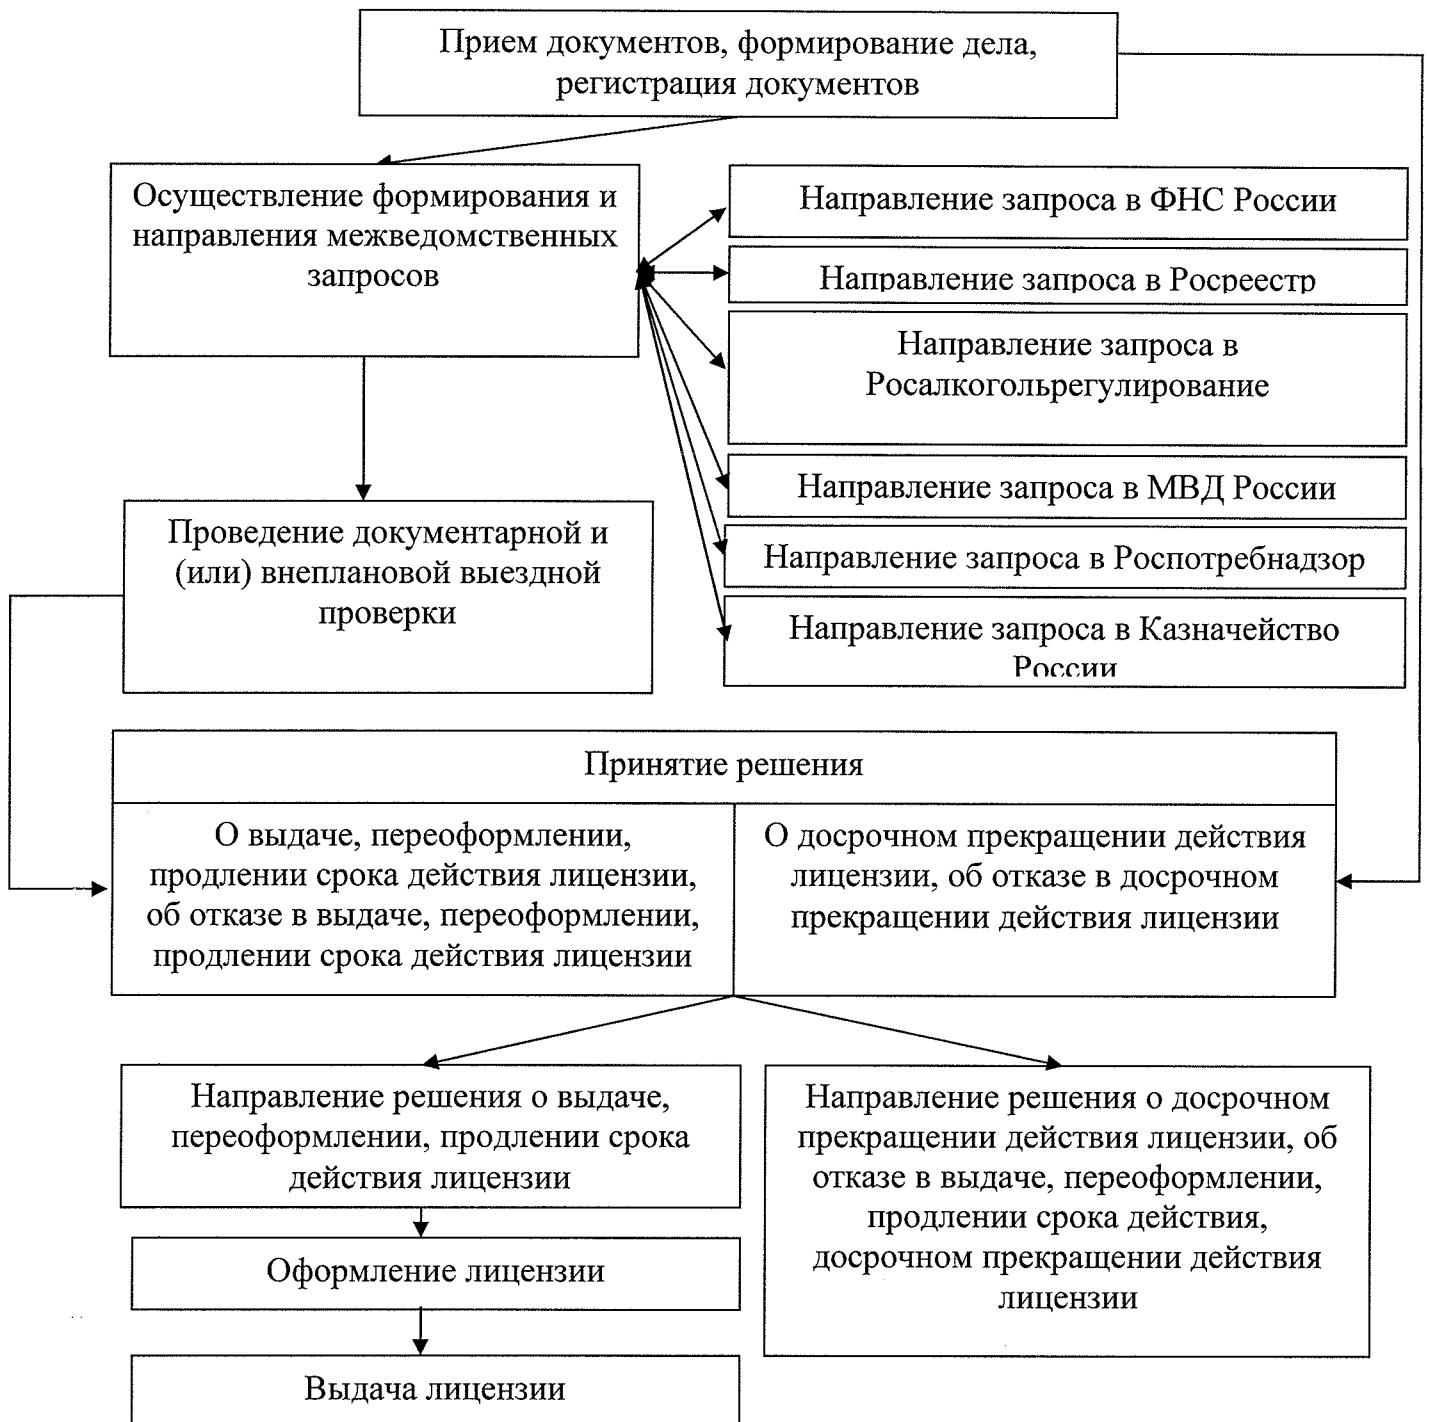 Прием документов, формирование дела,
регистрация документов
Осуществление формирования и
направления межведомственных
запросов
Направление запроса в ФНС России
Направление запроса в Росреестр
Направление запроса в
Росалкогольрегулирование
Направление запроса в МВД России
Направление запроса в Роспотребнадзор
Направление запроса в Казначейство
России
Проведение документарной и
(или) внеплановой выездной
проверки
Принятие решения
О выдаче, переоформлении,
продлении срока действия лицензии,
об отказе в выдаче, переоформлении,
продлении срока действия лицензии
О досрочном прекращении действия
лицензии, об отказе в досрочном
прекращении действия лицензии
Направление решения о выдаче,
переоформлении, продлении срока
действия лицензии
Оформление лицензии
Выдача лицензии
Направление решения о досрочном
прекращении действия лицензии, об
отказе в выдаче, переоформлении,
продлении срока действия,
досрочном прекращении действия
лицензии